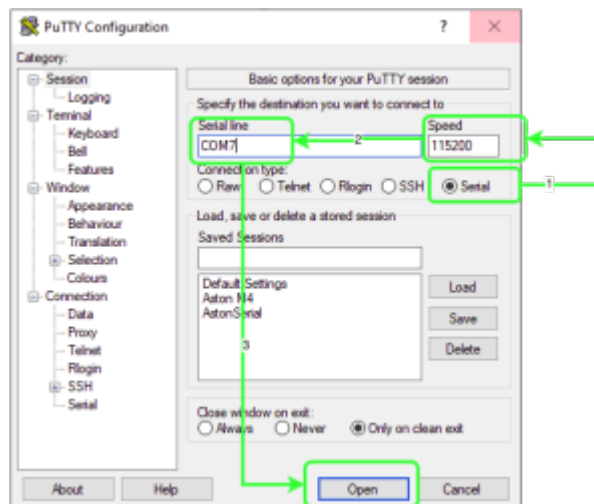 PuTTY Configuration
?
Category:
Session
Logging
Terminal
Keyboard
Bell
Features
Window
Appearance
Behaviour
Translation
Selection
Colours
Connection
Data
Proxy
Telnet
Rlogin
SSH
Serial
Basic options for your PuTTY session
Specify the destination you want to connect to
Serial line Speed
COM7 2 115200
Connection type:
Raw Telnet Rlogin SSH Serial 1
Load, save or delete a stored session
Saved Sessions
Default Settings
Aston M4
AstonSerial
3
Load
Save
Delete
Close window on exit:
Always Never Only on clean exit
About Help Open Cancel